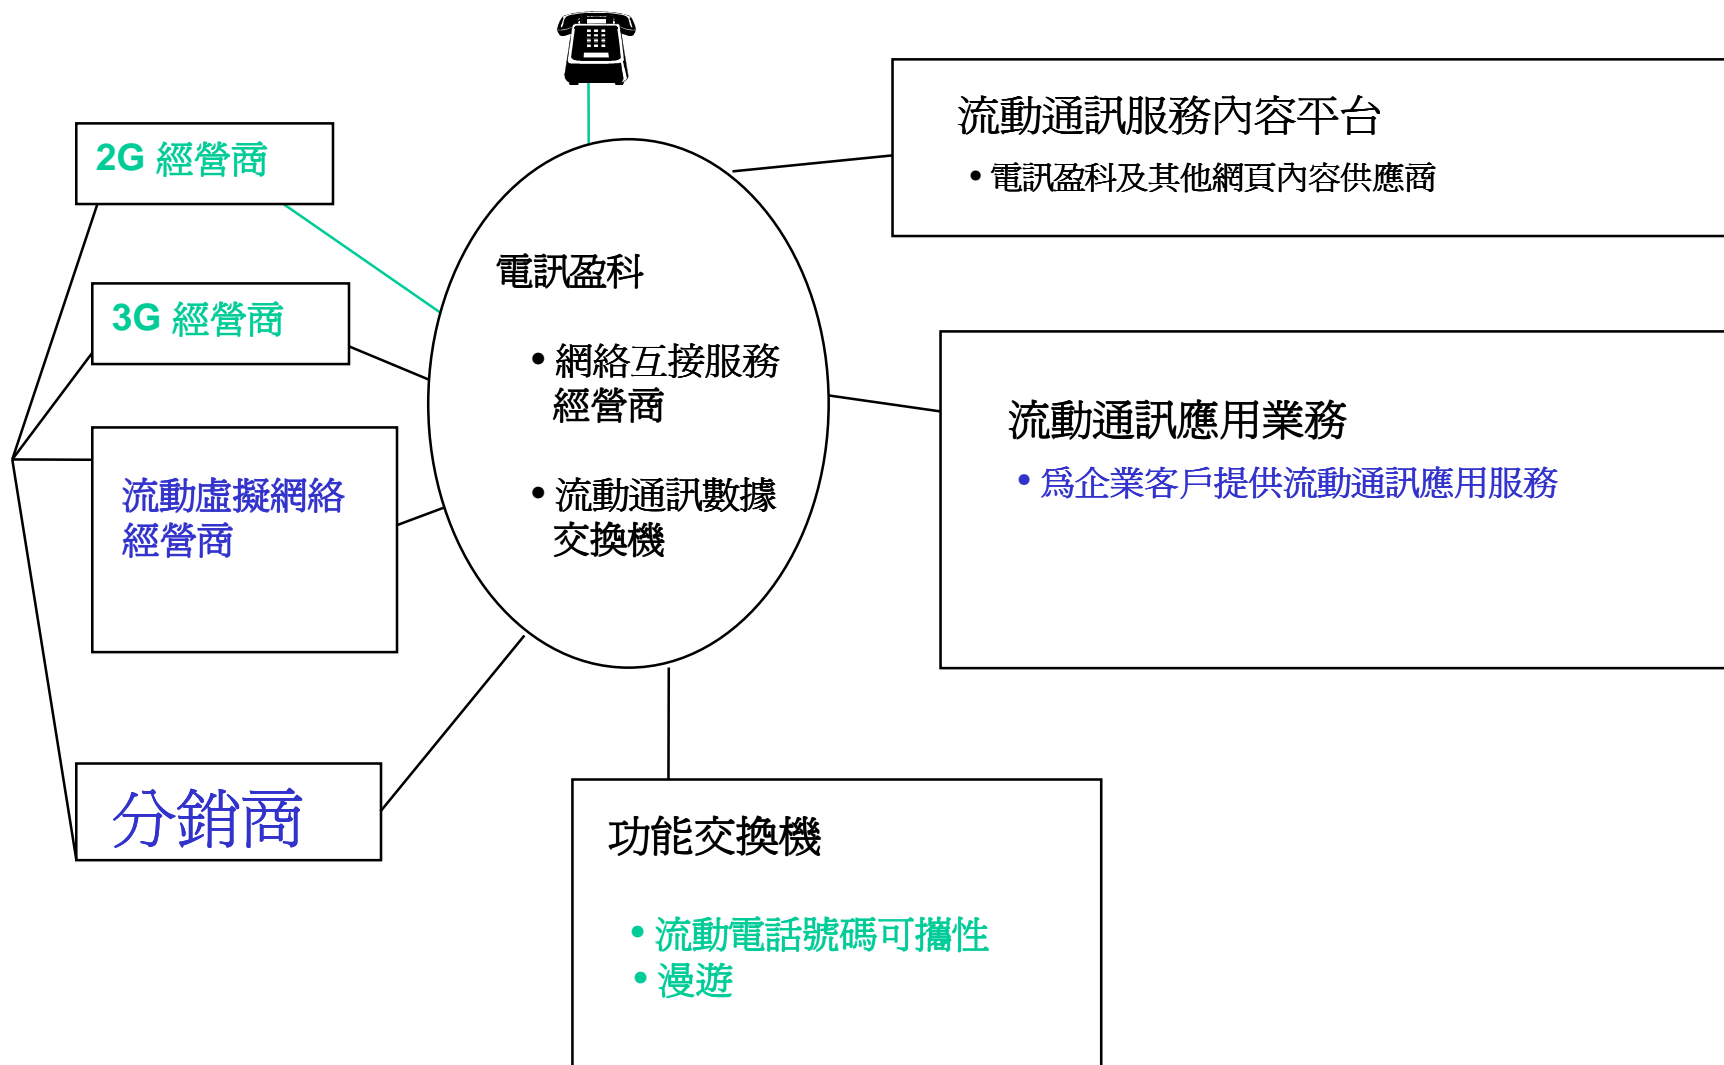 2G 經營商
3G 經營商
流動虛擬網絡
經營商
分銷商
電訊盈科
• 網絡互接服務
經營商
• 流動通訊數據
交換機
流動通訊服務內容平台
• 電訊盈科及其他網頁內容供應商
流動通訊應用業務
• 爲企業客戶提供流動通訊應用服務
功能交換機
• 流動電話號碼可攜性
• 漫遊